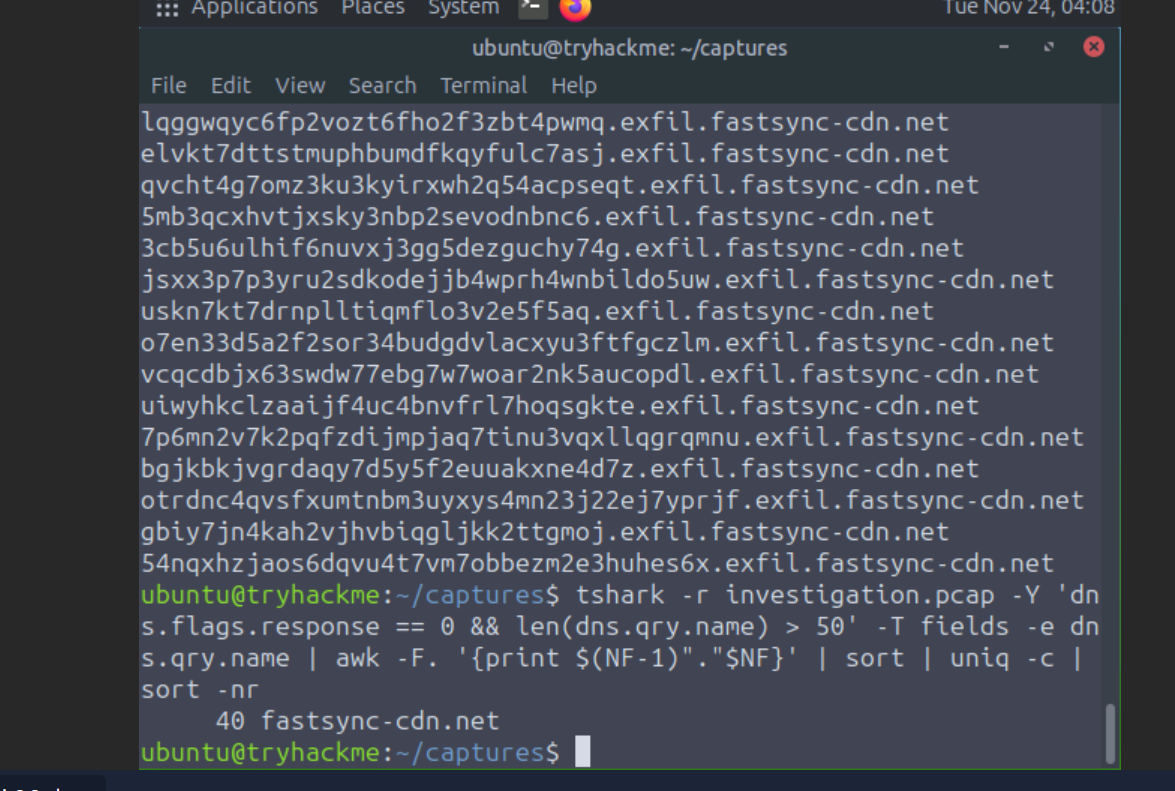 Applications Places System Tue Nov 24, 04:08
ubuntu@tryhackme: ~/captures
File Edit View Search Terminal Help
lqggwqyc6fp2vozt6fho2f3zbt4pwmq.exfil.fastsync-cdn.net
elvkt7dttstmuphbumdfkqyfulc7asj.exfil.fastsync-cdn.net
qvcht4g7omz3ku3kyirxwh2q54acpseqt.exfil.fastsync-cdn.net
5mb3qcxhvtjxsky3nbp2sevodnbnc6.exfil.fastsync-cdn.net
3cb5u6ulhif6nuvxj3gg5dezguchy74g.exfil.fastsync-cdn.net
jsxx3p7p3yru2sdkodejjb4wprh4wnbildo5uw.exfil.fastsync-cdn.net
uskn7kt7drnplltiqmflo3v2e5f5aq.exfil.fastsync-cdn.net
o7en33d5a2f2sor34budgdvlacxyu3ftfgczlm.exfil.fastsync-cdn.net
vcqcdbjx63swdw77ebg7w7woar2nk5aucopdl.exfil.fastsync-cdn.net
uiwyhkclzaaijf4uc4bnvfrl7hoqsgkte.exfil.fastsync-cdn.net
7p6mn2v7k2pqfzdijmpjaq7tinu3vqxllqgrqmnu.exfil.fastsync-cdn.net
bgjkbkjvgrdaqy7d5y5f2euuakxne4d7z.exfil.fastsync-cdn.net
otrdnc4qvsfxumtnbm3uyxys4mn23j22ej7yprjf.exfil.fastsync-cdn.net
gbiy7jn4kah2vjhvbiqgljkk2ttgmoj.exfil.fastsync-cdn.net
54nqxhzjaos6dqvu4t7vm7obbezm2e3huhes6x.exfil.fastsync-cdn.net
ubuntu@tryhackme:~/captures$ tshark -r investigation.pcap -Y 'dn
s.flags.response == 0 && len(dns.qry.name) > 50' -T fields -e dn
s.qry.name | awk -F. '{print $(NF-1)"."$NF}' | sort | uniq -c |
sort -nr
40 fastsync-cdn.net
ubuntu@tryhackme:~/captures$